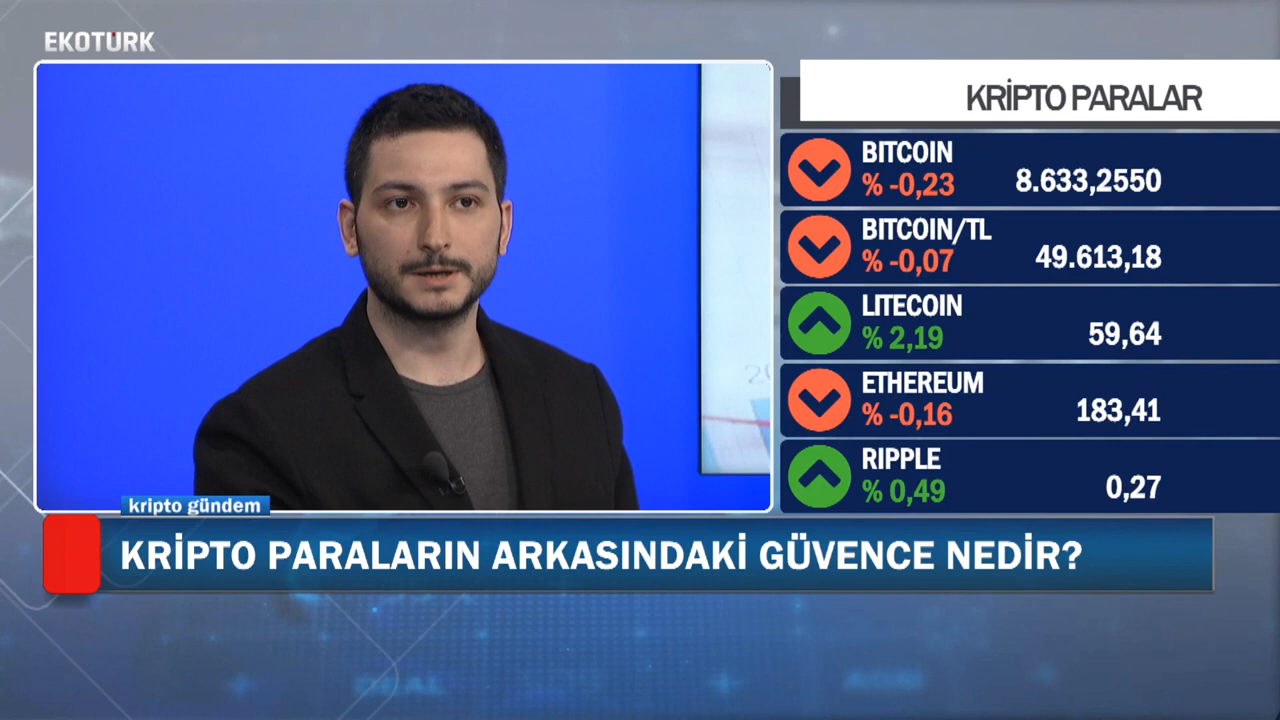 EKOTÜRK
KRİPTO PARALAR
BITCOIN
% -0,23
8.633,2550
BITCOIN/TL
% -0,07
49.613,18
LITECOIN
% 2,19
59,64
ETHEREUM
% -0,16
183,41
RIPPLE
% 0,49
0,27
kripto gündem
KRİPTO PARALARIN ARKASINDAKİ GÜVENCE NEDİR?